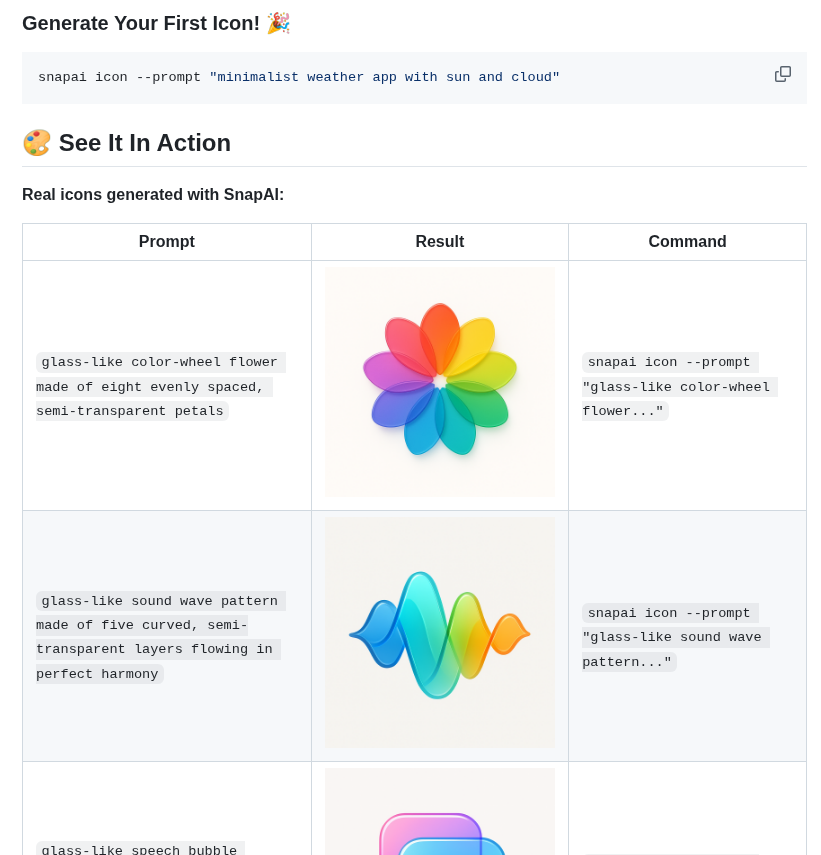 Generate Your First Icon! 🎉
snapai icon --prompt "minimalist weather app with sun and cloud"
🎨 See It In Action
Real icons generated with SnapAI:
Prompt Result Command
glass-like color-wheel flower
made of eight evenly spaced,
semi-transparent petals
snapai icon --prompt
"glass-like color-wheel
flower..."
glass-like sound wave pattern
made of five curved, semi-
transparent layers flowing in
perfect harmony
snapai icon --prompt
"glass-like sound wave
pattern..."
glass-like speech bubble